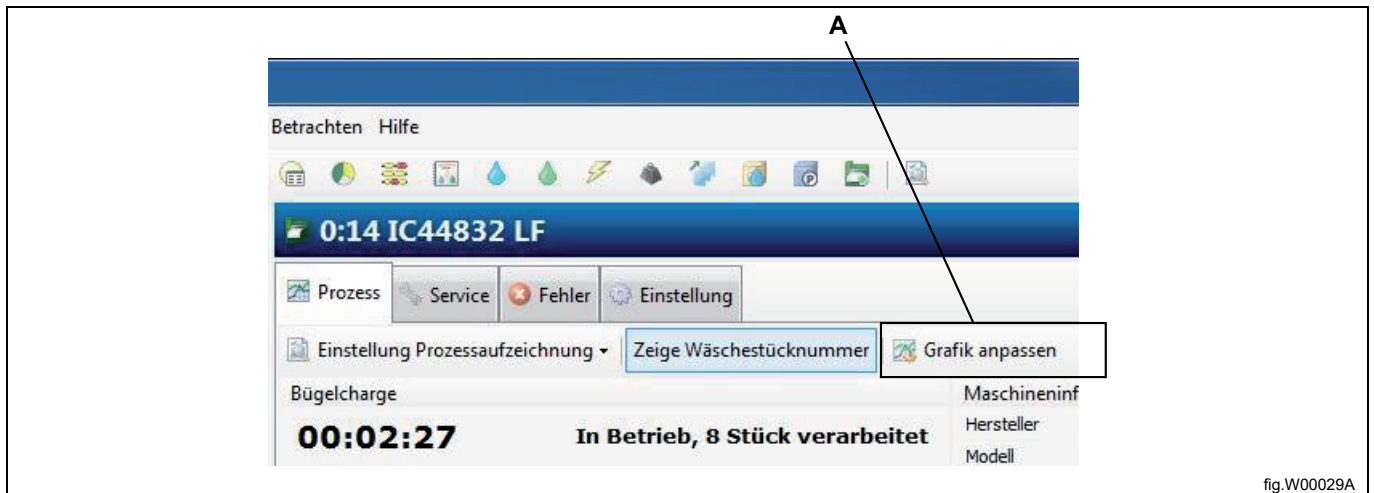 A
Betrachten Hilfe
0:14 IC44832 LF
Prozess Service Fehler Einstellung
Einstellung Prozessaufzeichnung Zeige Wäschestücknummer Grafik anpassen
Bügelcharge Maschineninf
00:02:27 In Betrieb, 8 Stück verarbeitet Hersteller
Modell
fig.W00029A